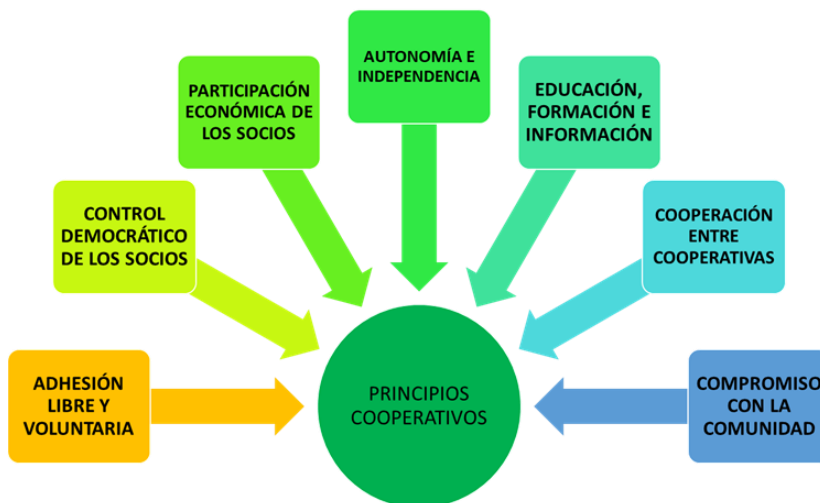 AUTONOMÍA E
INDEPENDENCIA
PARTICIPACIÓN
ECONÓMICA DE
LOS SOCIOS
EDUCACIÓN,
FORMACIÓN E
INFORMACIÓN
CONTROL
DEMOCRÁTICO
DE LOS SOCIOS
COOPERACIÓN
ENTRE
COOPERATIVAS
ADHESIÓN
LIBRE Y
VOLUNTARIA
PRINCIPIOS
COOPERATIVOS
COMPROMISO
CON LA
COMUNIDAD